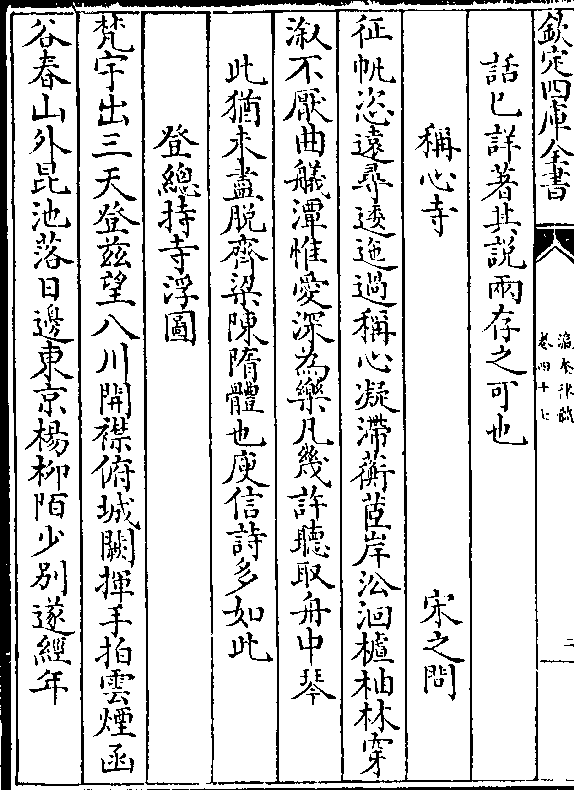 欽定四庫全書
瀛奎律髓
卷四十七
三
話已詳著其説兩存之可也
稱心寺 宋之問
征帆恣遠尋逶迤過稱心凝滯蘅茝岸沿洄櫨柚林穿
溆不厭曲艤潭惟愛深為樂凡幾許聽取舟中琴
此猶未盡脱齊梁陳隋體也庾信詩多如此
登總持寺浮圖
梵宇出三天登兹望八川開襟俯城闕揮手拍雲煙函
谷春山外昆池落日邊東京楊柳陌少别遂經年